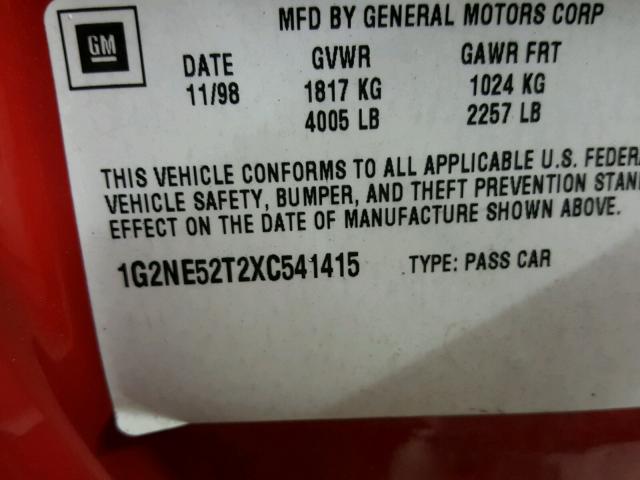 MFD BY GENERAL MOTORS CORP
GM
DATE GVWR GAWR FRT
11/98 1817 KG 1024 KG
4005 LB 2257 LB
THIS VEHICLE CONFORMS TO ALL APPLICABLE U.S. FEDERA
VEHICLE SAFETY, BUMPER, AND THEFT PREVENTION STAN
EFFECT ON THE DATE OF MANUFACTURE SHOWN ABOVE.
1G2NE52T2XC541415 TYPE: PASS CAR